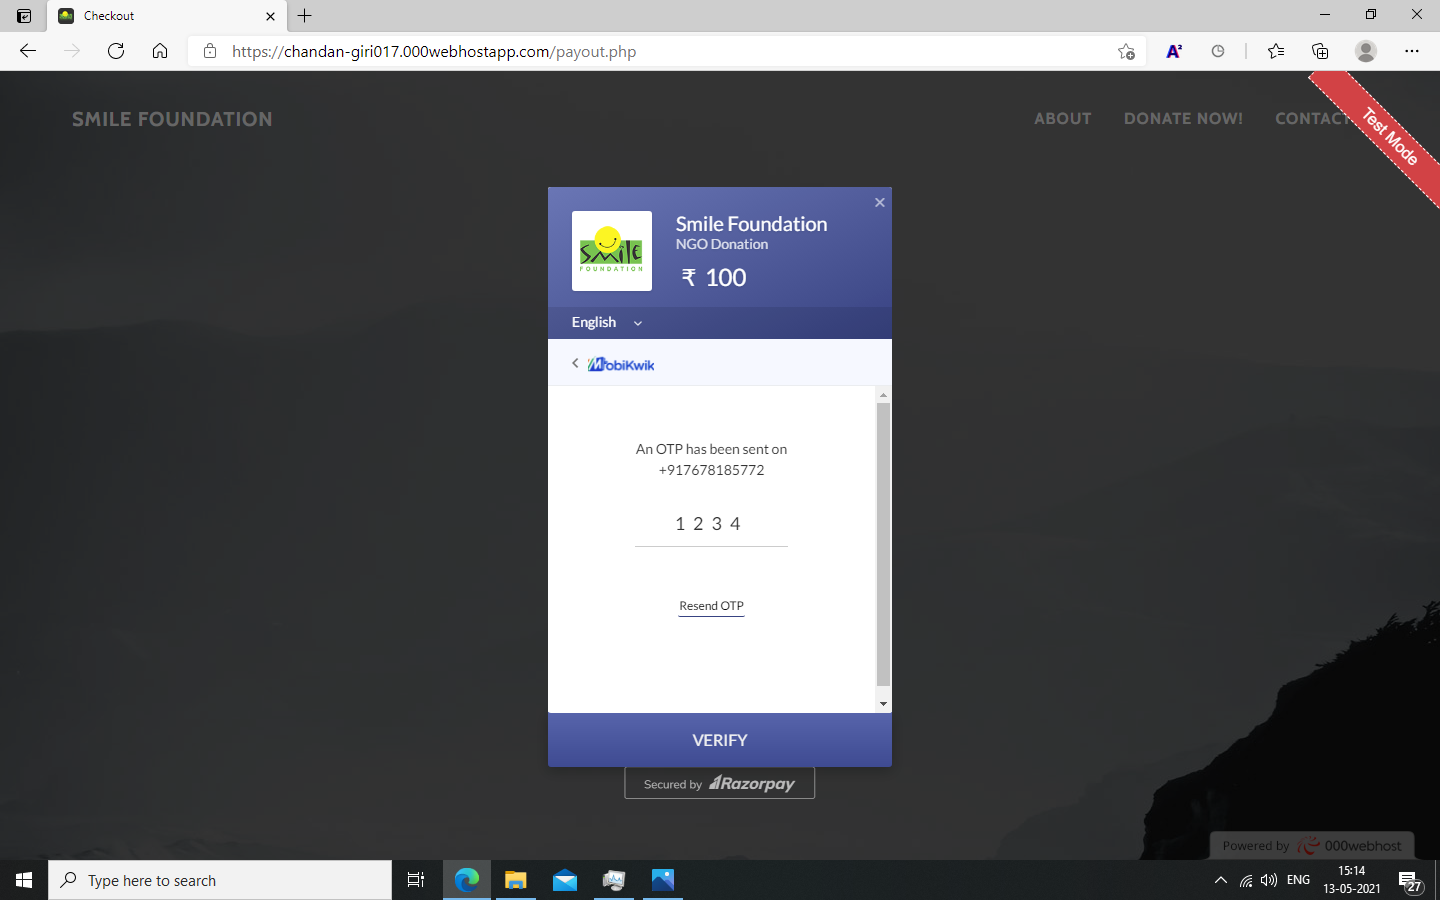 Checkout
https://chandan-giri017.000webhostapp.com/payout.php
SMILE FOUNDATION
ABOUT
DONATE NOW!
CONTACT
Test Mode
SMILE
FOUNDATION
Smile Foundation
NGO Donation
₹ 100
English
MobiKwik
An OTP has been sent on
+917678185772
1 2 3 4
Resend OTP
VERIFY
Secured by Razorpay
Powered by 000webhost
Type here to search
ENG
15:14
13-05-2021
27